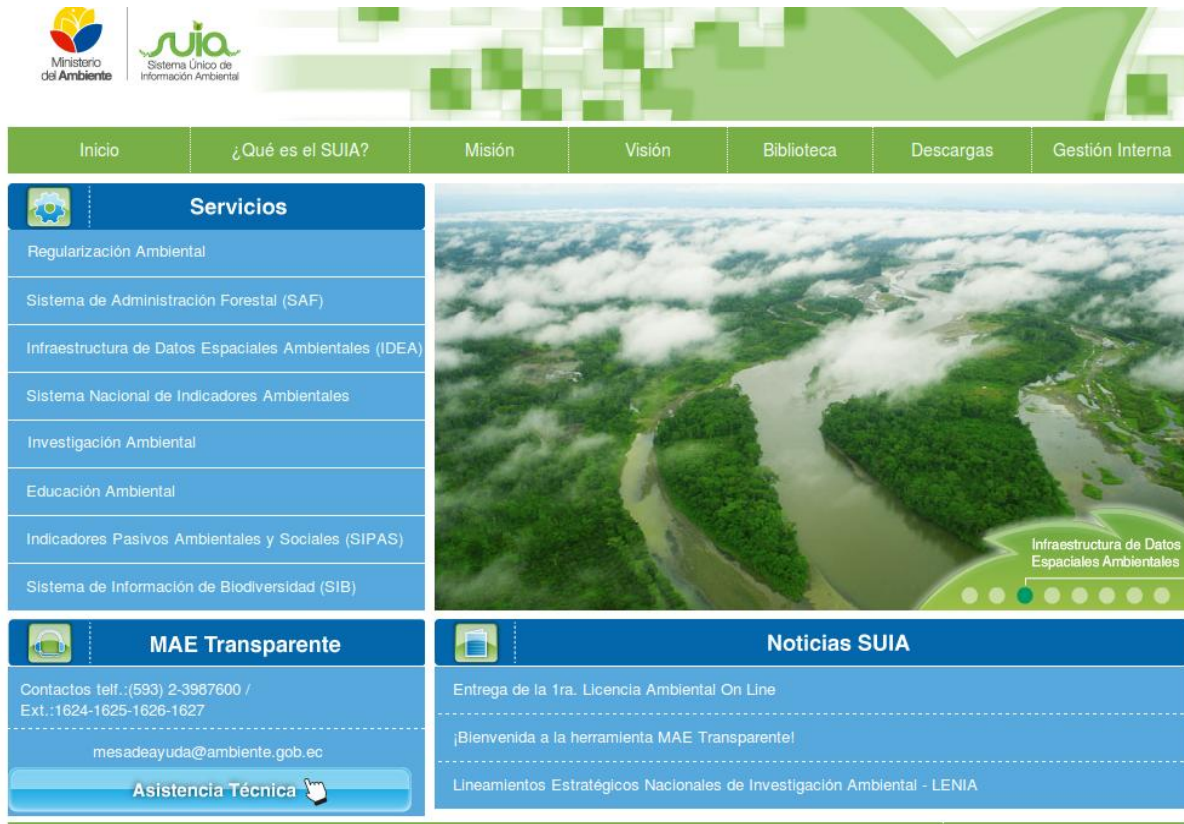 Ministerio
del Ambiente
suia
Sistema Único de
Información Ambiental
Inicio
¿Qué es el SUIA?
Misión
Visión
Biblioteca
Descargas
Gestión Interna
Servicios
Regularización Ambiental
Sistema de Administración Forestal (SAF)
Infraestructura de Datos Espaciales Ambientales (IDEA)
Sistema Nacional de Indicadores Ambientales
Investigación Ambiental
Educación Ambiental
Indicadores Pasivos Ambientales y Sociales (SIPAS)
Sistema de Información de Biodiversidad (SIB)
Infraestructura de Datos
Espaciales Ambientales
MAE Transparente
Contactos telf.:(593) 2-3987600 /
Ext.:1624-1625-1626-1627
mesadeayuda@ambiente.gob.ec
Asistencia Técnica
Noticias SUIA
Entrega de la 1ra. Licencia Ambiental On Line
¡Bienvenida a la herramienta MAE Transparente!
Lineamientos Estratégicos Nacionales de Investigación Ambiental - LENIA